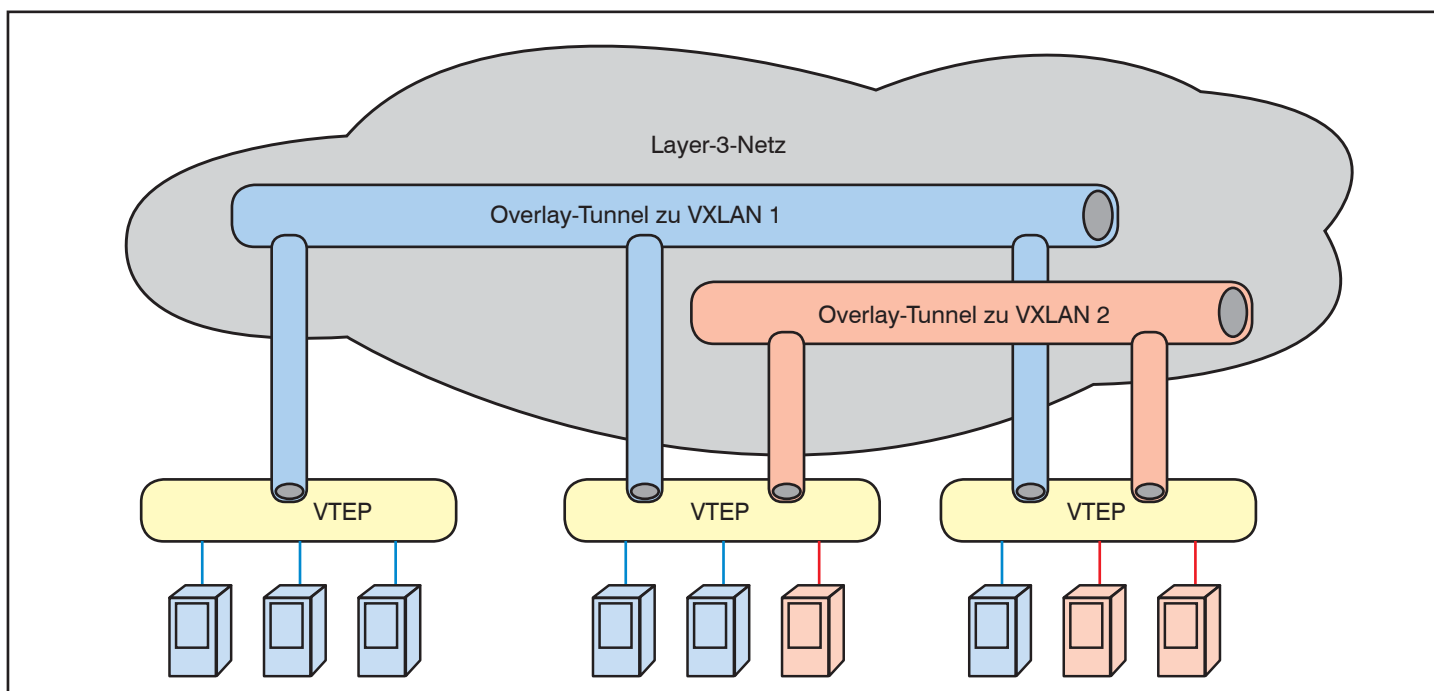 Layer-3-Netz
Overlay-Tunnel zu VXLAN 1
Overlay-Tunnel zu VXLAN 2
VTEP
VTEP
VTEP